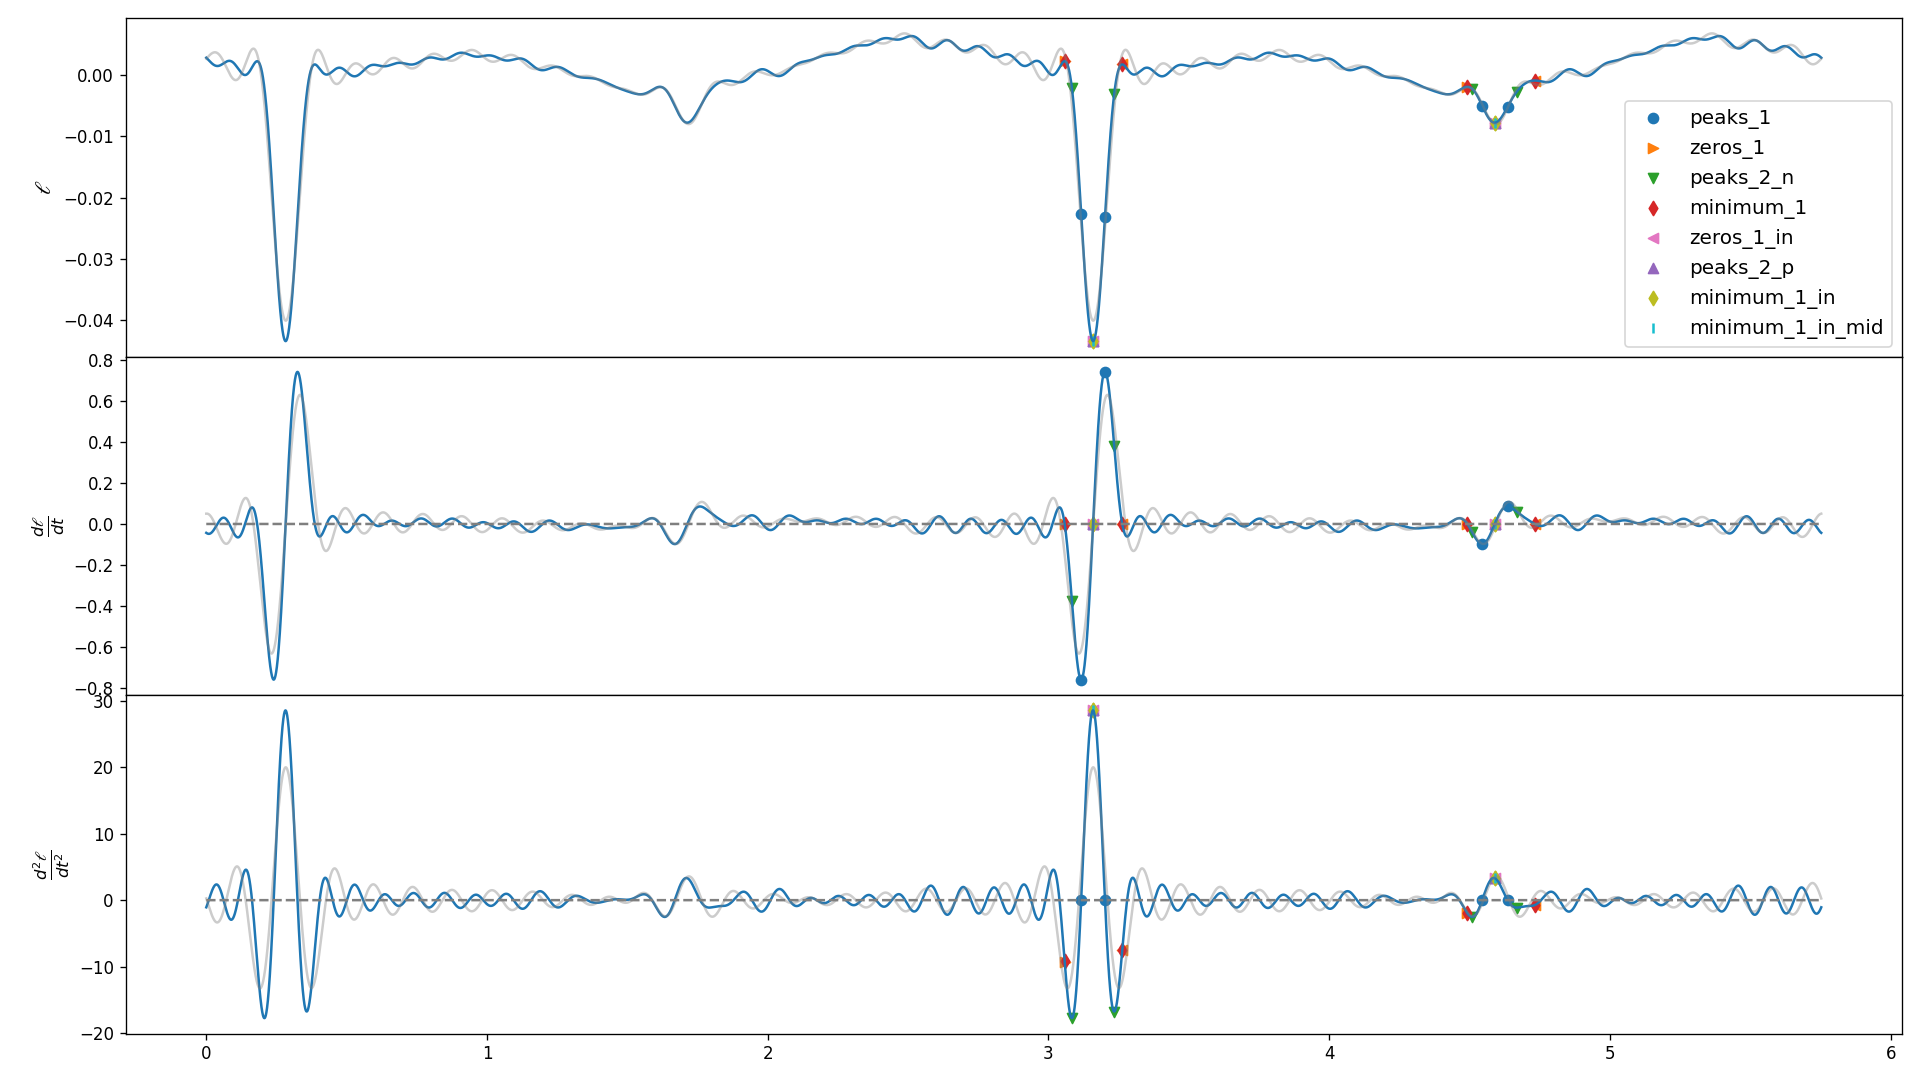 0.00
−0.01
−0.02
−0.03
−0.04
ℓ
peaks_1
zeros_1
peaks_2_n
minimum_1
zeros_1_in
peaks_2_p
minimum_1_in
minimum_1_in_mid
0.8
0.6
0.4
0.2
0.0
−0.2
−0.4
−0.6
−0.8
dℓ
dt
30
20
10
0
−10
−20
d²ℓ
dt²
0 1 2 3 4 5 6